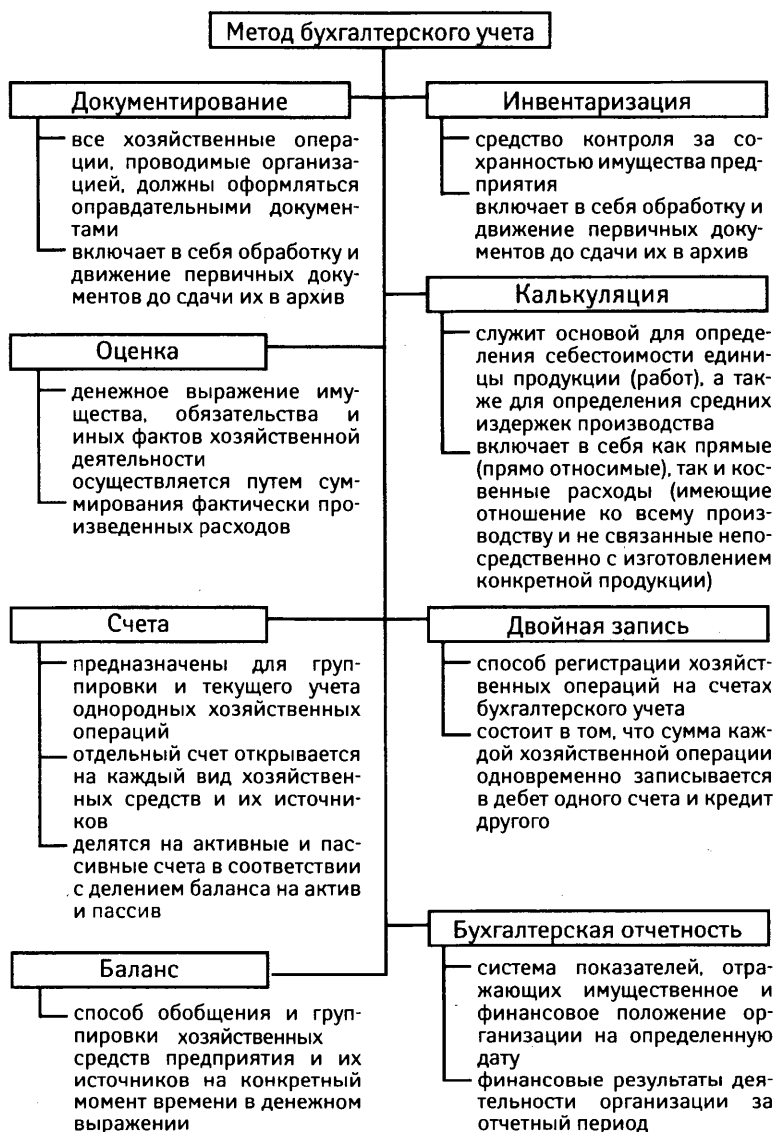 Метод бухгалтерского учета
Документирование
все хозяйственные опера-
ции, проводимые организа-
цией, должны оформляться
оправдательными докумен-
тами
включает в себя обработку и
движение первичных доку-
ментов до сдачи их в архив
Инвентаризация
средство контроля за со-
хранностью имущества пред-
приятия
включает в себя обработку и
движение первичных доку-
ментов до сдачи их в архив
Оценка
денежное выражение иму-
щества, обязательства и
иных фактов хозяйственной
деятельности
осуществляется путем сум-
мирования фактически про-
изведенных расходов
Калькуляция
служит основой для опреде-
ления себестоимости едини-
цы продукции (работ), а так-
же для определения средних
издержек производства
включает в себя как прямые
(прямо относимые), так и кос-
венные расходы (имеющие
отношение ко всему произ-
водству и не связанные непо-
средственно с изготовлением
конкретной продукции)
Счета
предназначены для груп-
пировки и текущего учета
однородных хозяйственных
операций
отдельный счет открывается
на каждый вид хозяйствен-
ных средств и их источни-
ков
делятся на активные и пас-
сивные счета в соответствии
с делением баланса на актив
и пассив
Двойная запись
способ регистрации хозяйст-
венных операций на счетах
бухгалтерского учета
состоит в том, что сумма каж-
дой хозяйственной операции
одновременно записывается
в дебет одного счета и кредит
другого
Баланс
способ обобщения и груп-
пировки хозяйственных
средств предприятия и их
источников на конкретный
момент времени в денежном
выражении
Бухгалтерская отчетность
система показателей, отра-
жающих имущественное и
финансовое положение ор-
ганизации на определенную
дату
финансовые результаты дея-
тельности организации за
отчетный период